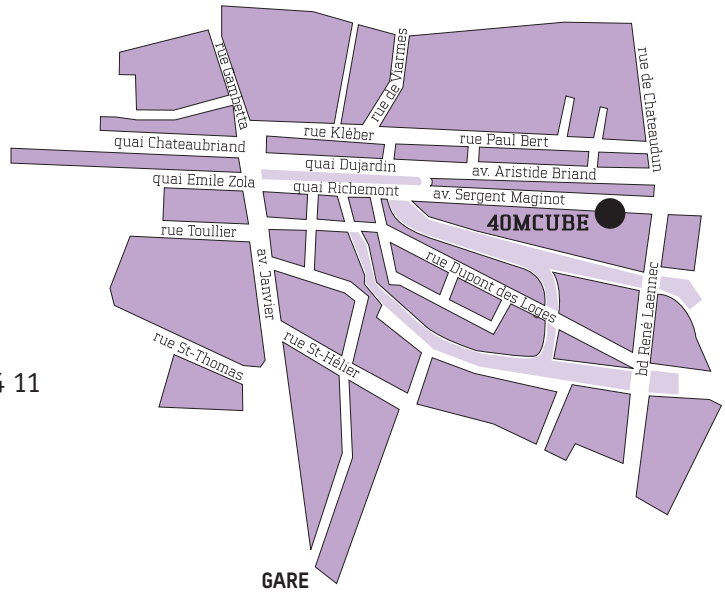 rue Gambetta
rue de Viarmes
rue de Chateaudun
rue Kléber
rue Paul Bert
quai Chateaubriand
quai Dujardin
av. Aristide Briand
quai Emile Zola
quai Richemont
av. Sergent Maginot
40MCUBE
rue Toullier
av. Janvier
rue Dupont des Loges
bd René Laennec
rue St-Thomas
rue St-Hélier
11
GARE